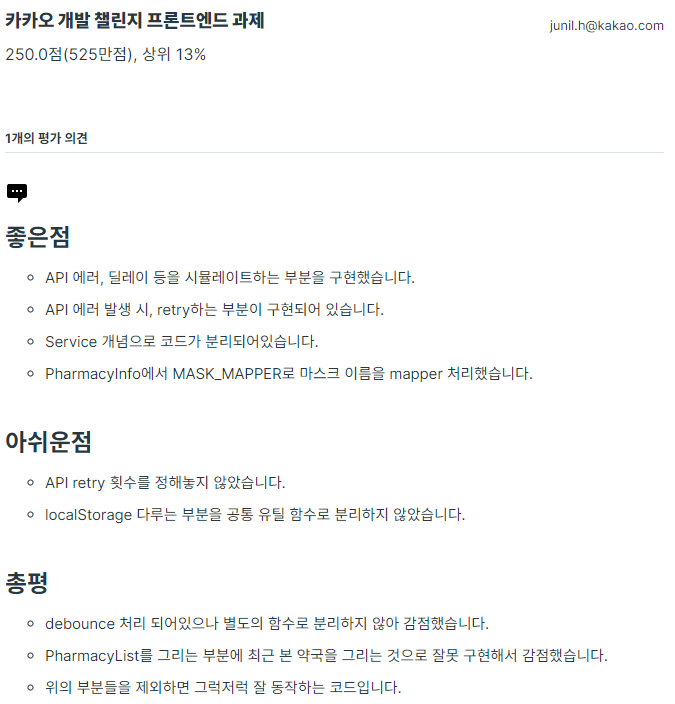 카카오 개발 챌린지 프론트엔드 과제
junil.h@kakao.com
250.0점(525만점), 상위 13%
1개의 평가 의견
좋은점
API 에러, 딜레이 등을 시뮬레이트하는 부분을 구현했습니다.
API 에러 발생 시, retry하는 부분이 구현되어 있습니다.
Service 개념으로 코드가 분리되어있습니다.
PharmacyInfo에서 MASK_MAPPER로 마스크 이름을 mapper 처리했습니다.
아쉬운점
API retry 횟수를 정해놓지 않았습니다.
localStorage 다루는 부분을 공통 유틸 함수로 분리하지 않았습니다.
총평
debounce 처리 되어있으나 별도의 함수로 분리하지 않아 감점했습니다.
PharmacyList를 그리는 부분에 최근 본 약국을 그리는 것으로 잘못 구현해서 감점했습니다.
위의 부분들을 제외하면 그럭저럭 잘 동작하는 코드입니다.